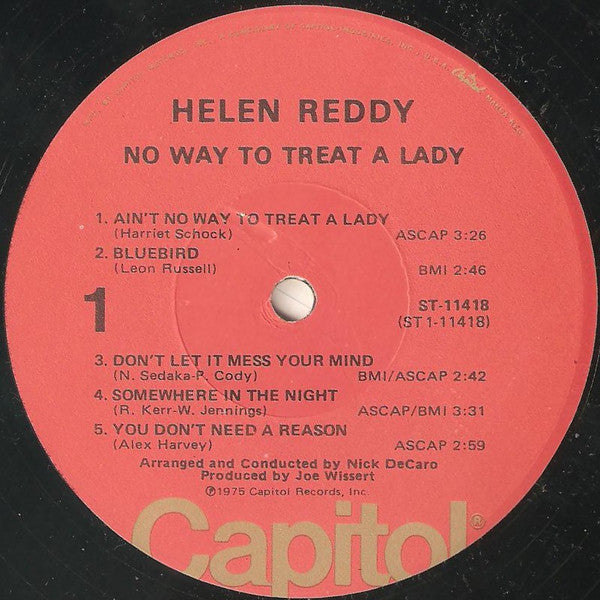 HELEN REDDY
NO WAY TO TREAT A LADY
1. AIN'T NO WAY TO TREAT A LADY
(Harriet Schock) ASCAP 3:26
2. BLUEBIRD
(Leon Russell) BMI 2:46
1
ST-11418
(ST 1-11418)
3. DON'T LET IT MESS YOUR MIND
(N. Sedaka-P. Cody) BMI/ASCAP 2:42
4. SOMEWHERE IN THE NIGHT
(R. Kerr-W. Jennings) ASCAP/BMI 3:31
5. YOU DON'T NEED A REASON
(Alex Harvey) ASCAP 2:59
Arranged and Conducted by Nick DeCaro
Produced by Joe Wissert
℗1975 Capitol Records, Inc.
Capitol®